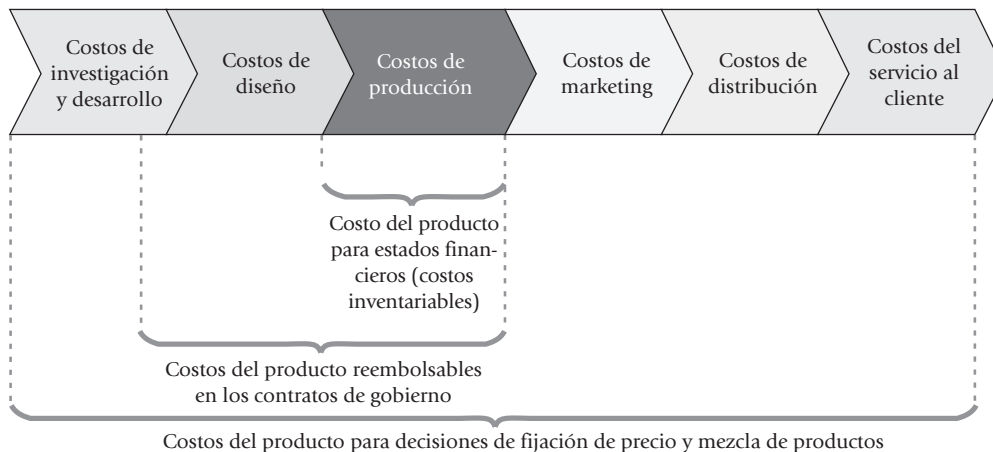 Costos de
investigación
y desarrollo
Costos de
diseño
Costos de
producción
Costos de
marketing
Costos de
distribución
Costos del
servicio al
cliente
Costo del producto
para estados finan-
cieros (costos
inventariables)
Costos del producto reembolsables
en los contratos de gobierno
Costos del producto para decisiones de fijación de precio y mezcla de productos